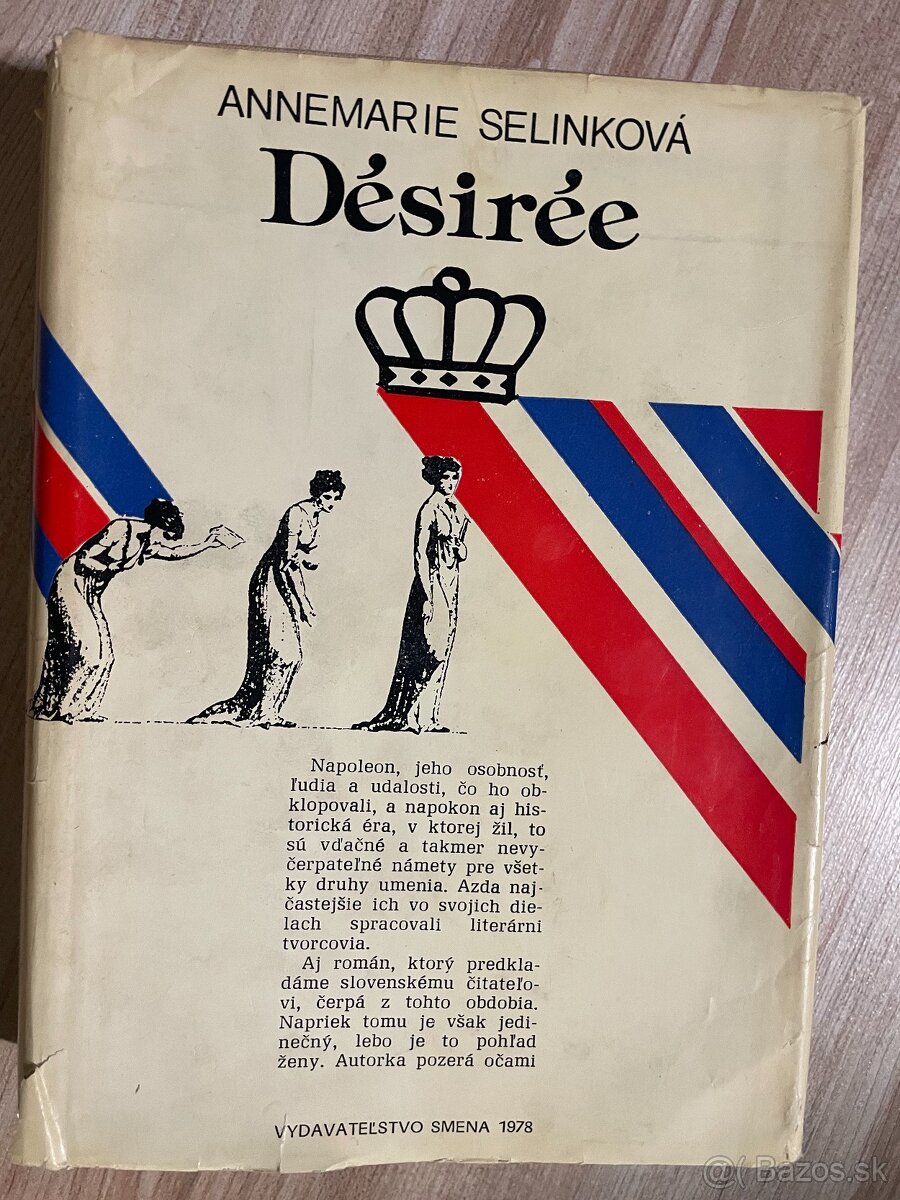 ANNEMARIE SELINKOVÁ
Désirée
Napoleon, jeho osobnosť,
ľudia a udalosti, čo ho ob-
klopovali, a napokon aj his-
torická éra, v ktorej žil, to
sú vďačné a takmer nevy-
čerpateľné námety pre všet-
ky druhy umenia. Azda naj-
častejšie ich vo svojich die-
lach spracovali literárni
tvorcovia.
Aj román, ktorý predkla-
dáme slovenskému čitateľo-
vi, čerpá z tohto obdobia.
Napriek tomu je však jedi-
nečný, lebo je to pohľad
ženy. Autorka pozerá očami
VYDAVATEĽSTVO SMENA 1978
@( Bazos.sk